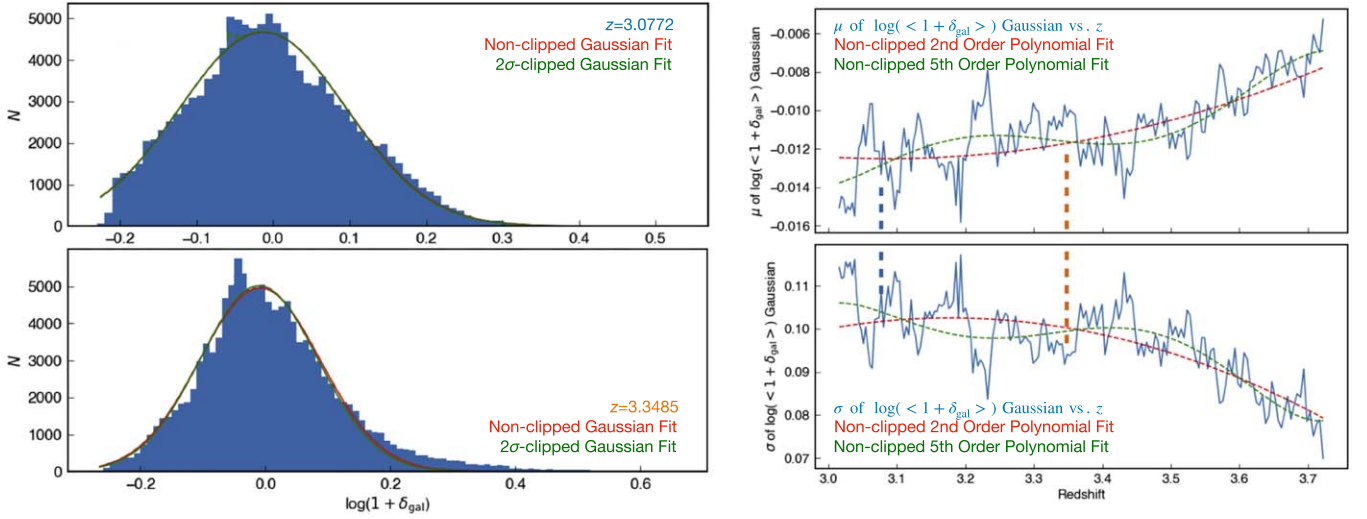 5000
4000
3000
2000
1000
0
N
z=3.0772
Non-clipped Gaussian Fit
2σ-clipped Gaussian Fit
−0.2 −0.1 0.0 0.1 0.2 0.3 0.4 0.5
5000
4000
3000
2000
1000
0
N
z=3.3485
Non-clipped Gaussian Fit
2σ-clipped Gaussian Fit
−0.2 0.0 0.2 0.4 0.6
log(1 + δgal)
−0.006
−0.008
−0.010
−0.012
−0.014
−0.016
μ of log( < 1 + δgal > ) Gaussian
μ of log( < 1 + δgal > ) Gaussian vs. z
Non-clipped 2nd Order Polynomial Fit
Non-clipped 5th Order Polynomial Fit
0.11
0.10
0.09
0.08
0.07
σ of log( < 1 + δgal > ) Gaussian
σ of log( < 1 + δgal > ) Gaussian vs. z
Non-clipped 2nd Order Polynomial Fit
Non-clipped 5th Order Polynomial Fit
3.0 3.1 3.2 3.3 3.4 3.5 3.6 3.7
Redshift